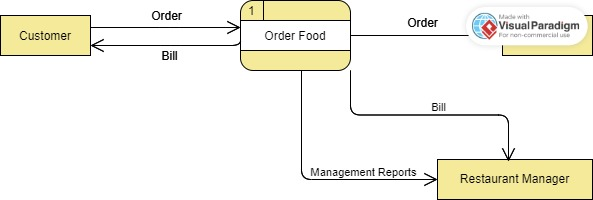 Order
1
Order
Made with
Visual Paradigm
For non-commercial use
Customer
Order Food
Bill
Bill
Management Reports
Restaurant Manager